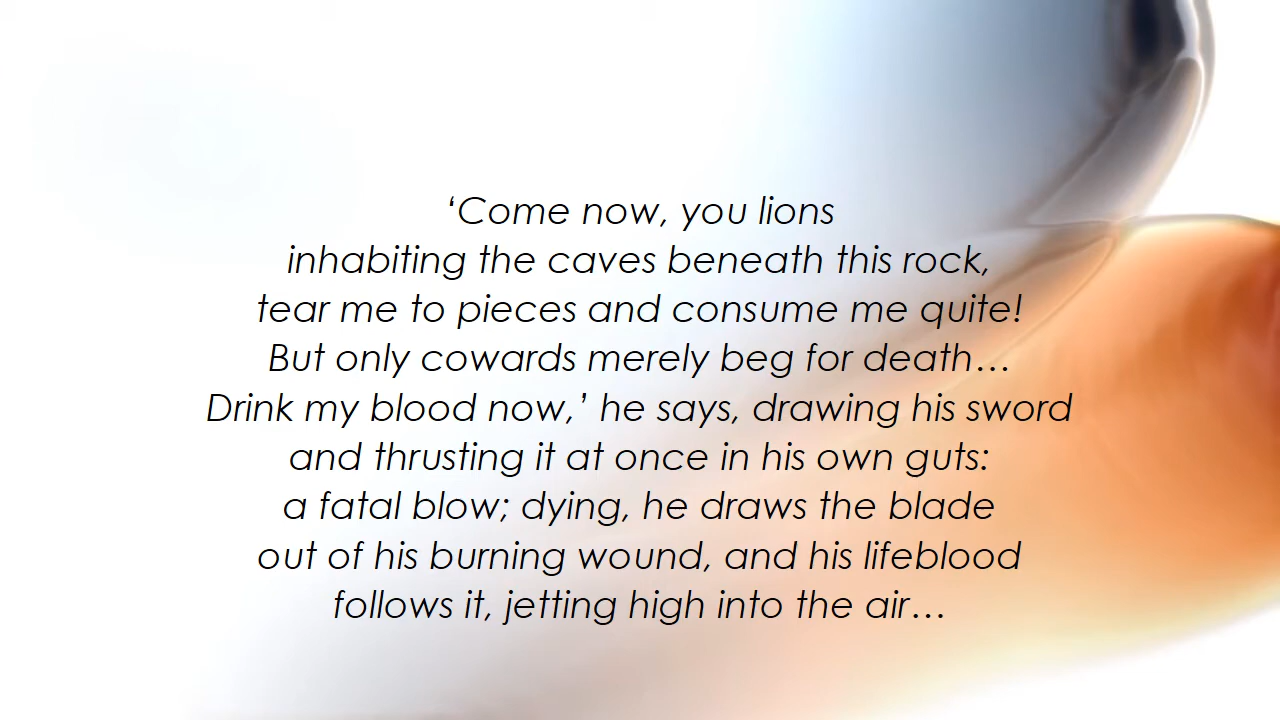 ‘Come now, you lions
inhabiting the caves beneath this rock,
tear me to pieces and consume me quite!
But only cowards merely beg for death…
Drink my blood now,’ he says, drawing his sword
and thrusting it at once in his own guts:
a fatal blow; dying, he draws the blade
out of his burning wound, and his lifeblood
follows it, jetting high into the air…